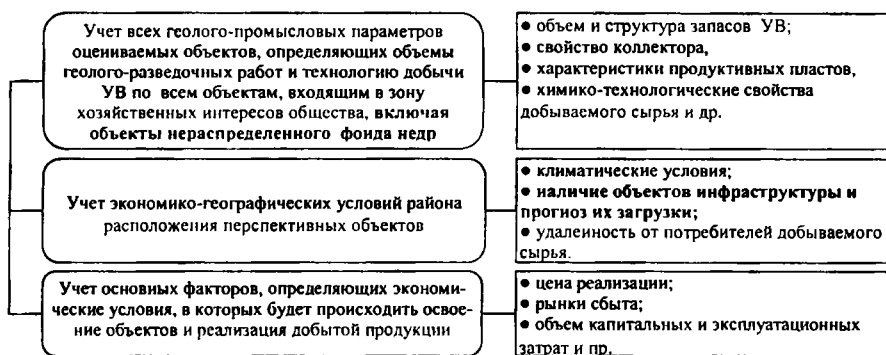 Учет всех геолого-промысловых параметров
оцениваемых объектов, определяющих объемы
геолого-разведочных работ и технологию добычи
УВ по всем объектам, входящим в зону
хозяйственных интересов общества, включая
объекты нераспределенного фонда недр
• объем и структура запасов УВ;
• свойство коллектора,
• характеристики продуктивных пластов,
• химико-технологические свойства
добываемого сырья и др.
Учет экономико-географических условий района
расположения перспективных объектов
• климатические условия;
• наличие объектов инфраструктуры и
прогноз их загрузки;
• удаленность от потребителей добываемого
сырья.
Учет основных факторов, определяющих экономи-
ческие условия, в которых будет происходить освое-
ние объектов и реализация добытой продукции
• цена реализации;
• рынки сбыта;
• объем капитальных и эксплуатационных
затрат и пр.